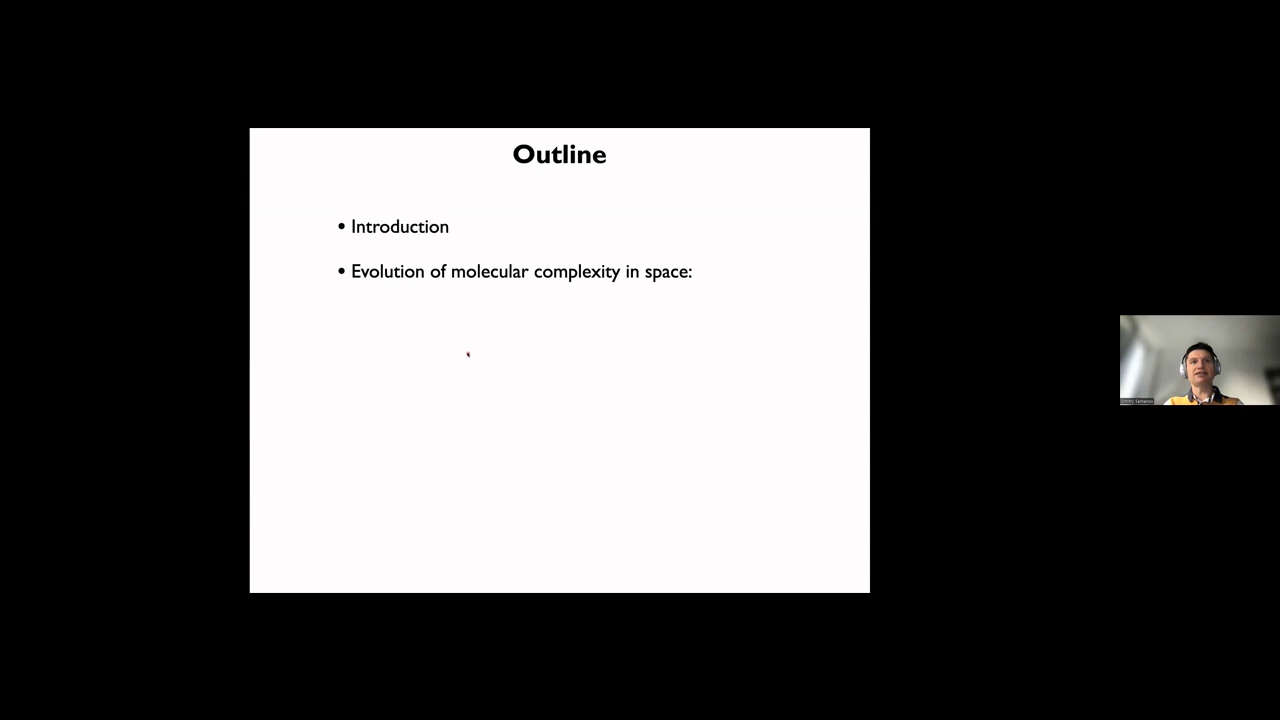 Outline
• Introduction
• Evolution of molecular complexity in space: